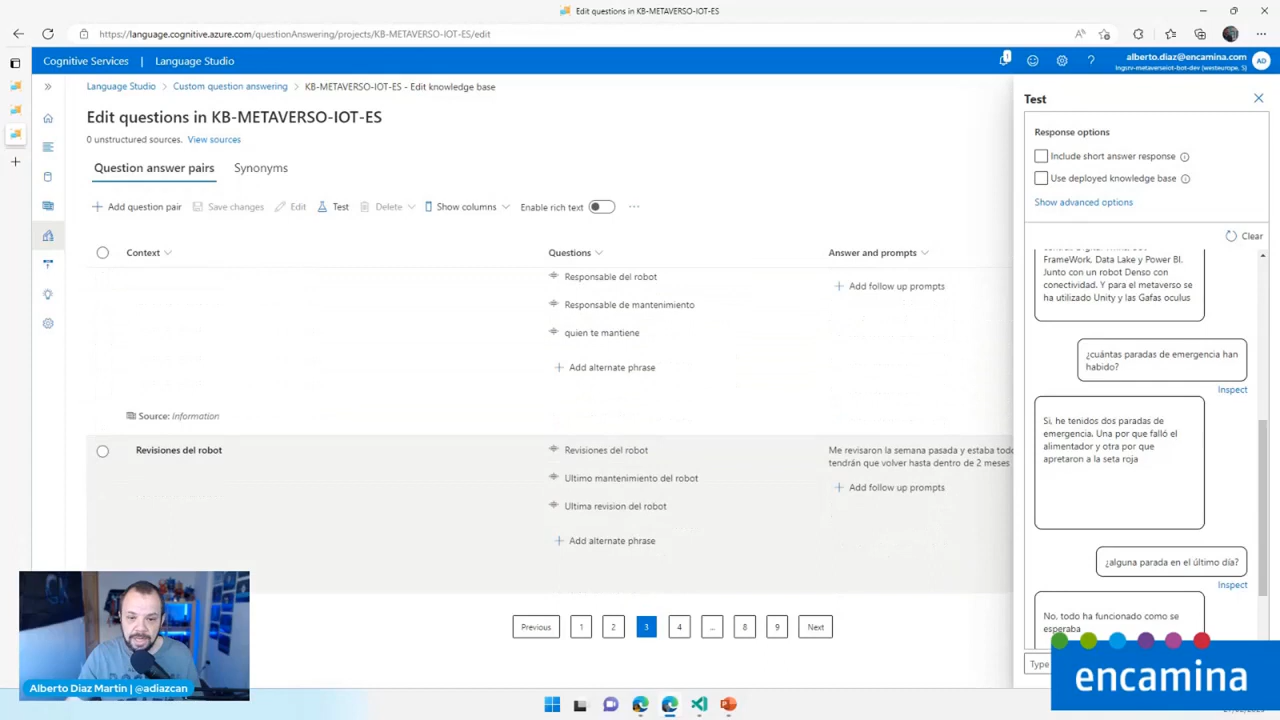 Edit questions in KB-METAVERSO-IOT-ES
https://language.cognitive.azure.com/questionAnswering/projects/KB-METAVERSO-IOT-ES/edit
Cognitive Services | Language Studio
1
alberto.diaz@encamina.com
lngsrv-metaverseiot-bot-dev (westeurope, S)
AD
Language Studio > Custom question answering > KB-METAVERSO-IOT-ES - Edit knowledge base
Edit questions in KB-METAVERSO-IOT-ES
0 unstructured sources. View sources
Question answer pairs Synonyms
Add question pair Save changes Edit Test Delete Show columns Enable rich text ...
Context Questions Answer and prompts
Responsable del robot
Add follow up prompts
Responsable de mantenimiento
quien te mantiene
Add alternate phrase
Source: Information
Revisiones del robot
Revisiones del robot
Me revisaron la semana pasada y estaba todo
tendrán que volver hasta dentro de 2 meses
Ultimo mantenimiento del robot
Add follow up prompts
Ultima revision del robot
Add alternate phrase
Previous 1 2 3 4 ... 8 9 Next
Test
Response options
Include short answer response
Use deployed knowledge base
Show advanced options
Clear
FrameWork, Data Lake y Power BI.
Junto con un robot Denso con
conectividad. Y para el metaverso se
ha utilizado Unity y las Gafas oculus
¿cuántas paradas de emergencia han
habido?
Inspect
Si, he tenidos dos paradas de
emergencia. Una por que falló el
alimentador y otra por que
apretaron a la seta roja
¿alguna parada en el último día?
Inspect
No, todo ha funcionado como se
esperaba
Type
Alberto Diaz Martin | @adiazcan
encamina